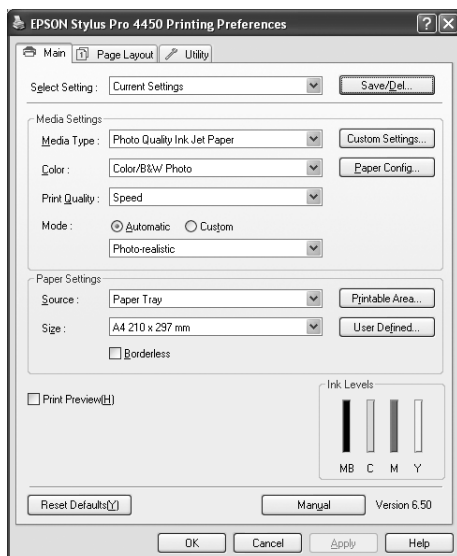 EPSON Stylus Pro 4450 Printing Preferences
Main Page Layout Utility
Select Setting : Current Settings Save/Del...
Media Settings
Media Type : Photo Quality Ink Jet Paper Custom Settings...
Color : Color/B&W Photo Paper Config...
Print Quality : Speed
Mode : Automatic Custom
Photo-realistic
Paper Settings
Source : Paper Tray Printable Area...
Size : A4 210 x 297 mm User Defined...
Borderless
Print Preview(H)
Ink Levels
MB C M Y
Reset Defaults(Y) Manual Version 6.50
OK Cancel Apply Help